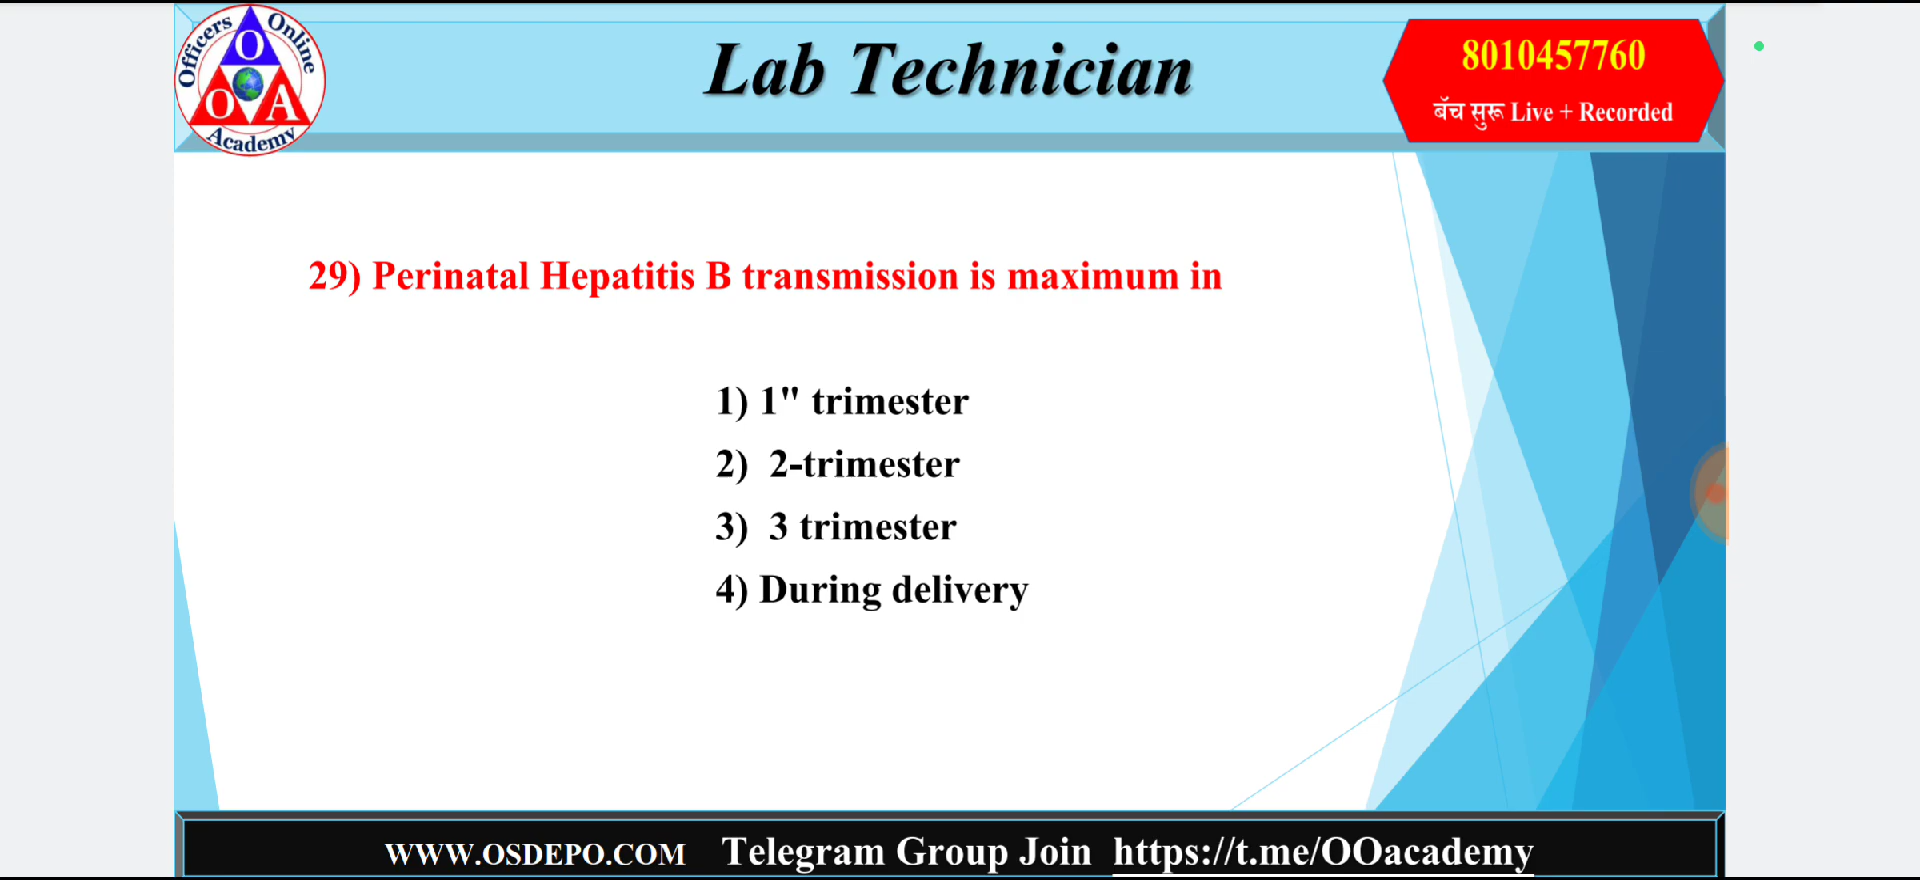 Officers Online
O
O A
Academy
Lab Technician
8010457760
बॅच सुरू Live + Recorded
29) Perinatal Hepatitis B transmission is maximum in
1) 1" trimester
2) 2-trimester
3) 3 trimester
4) During delivery
WWW.OSDEPO.COM Telegram Group Join https://t.me/OOacademy